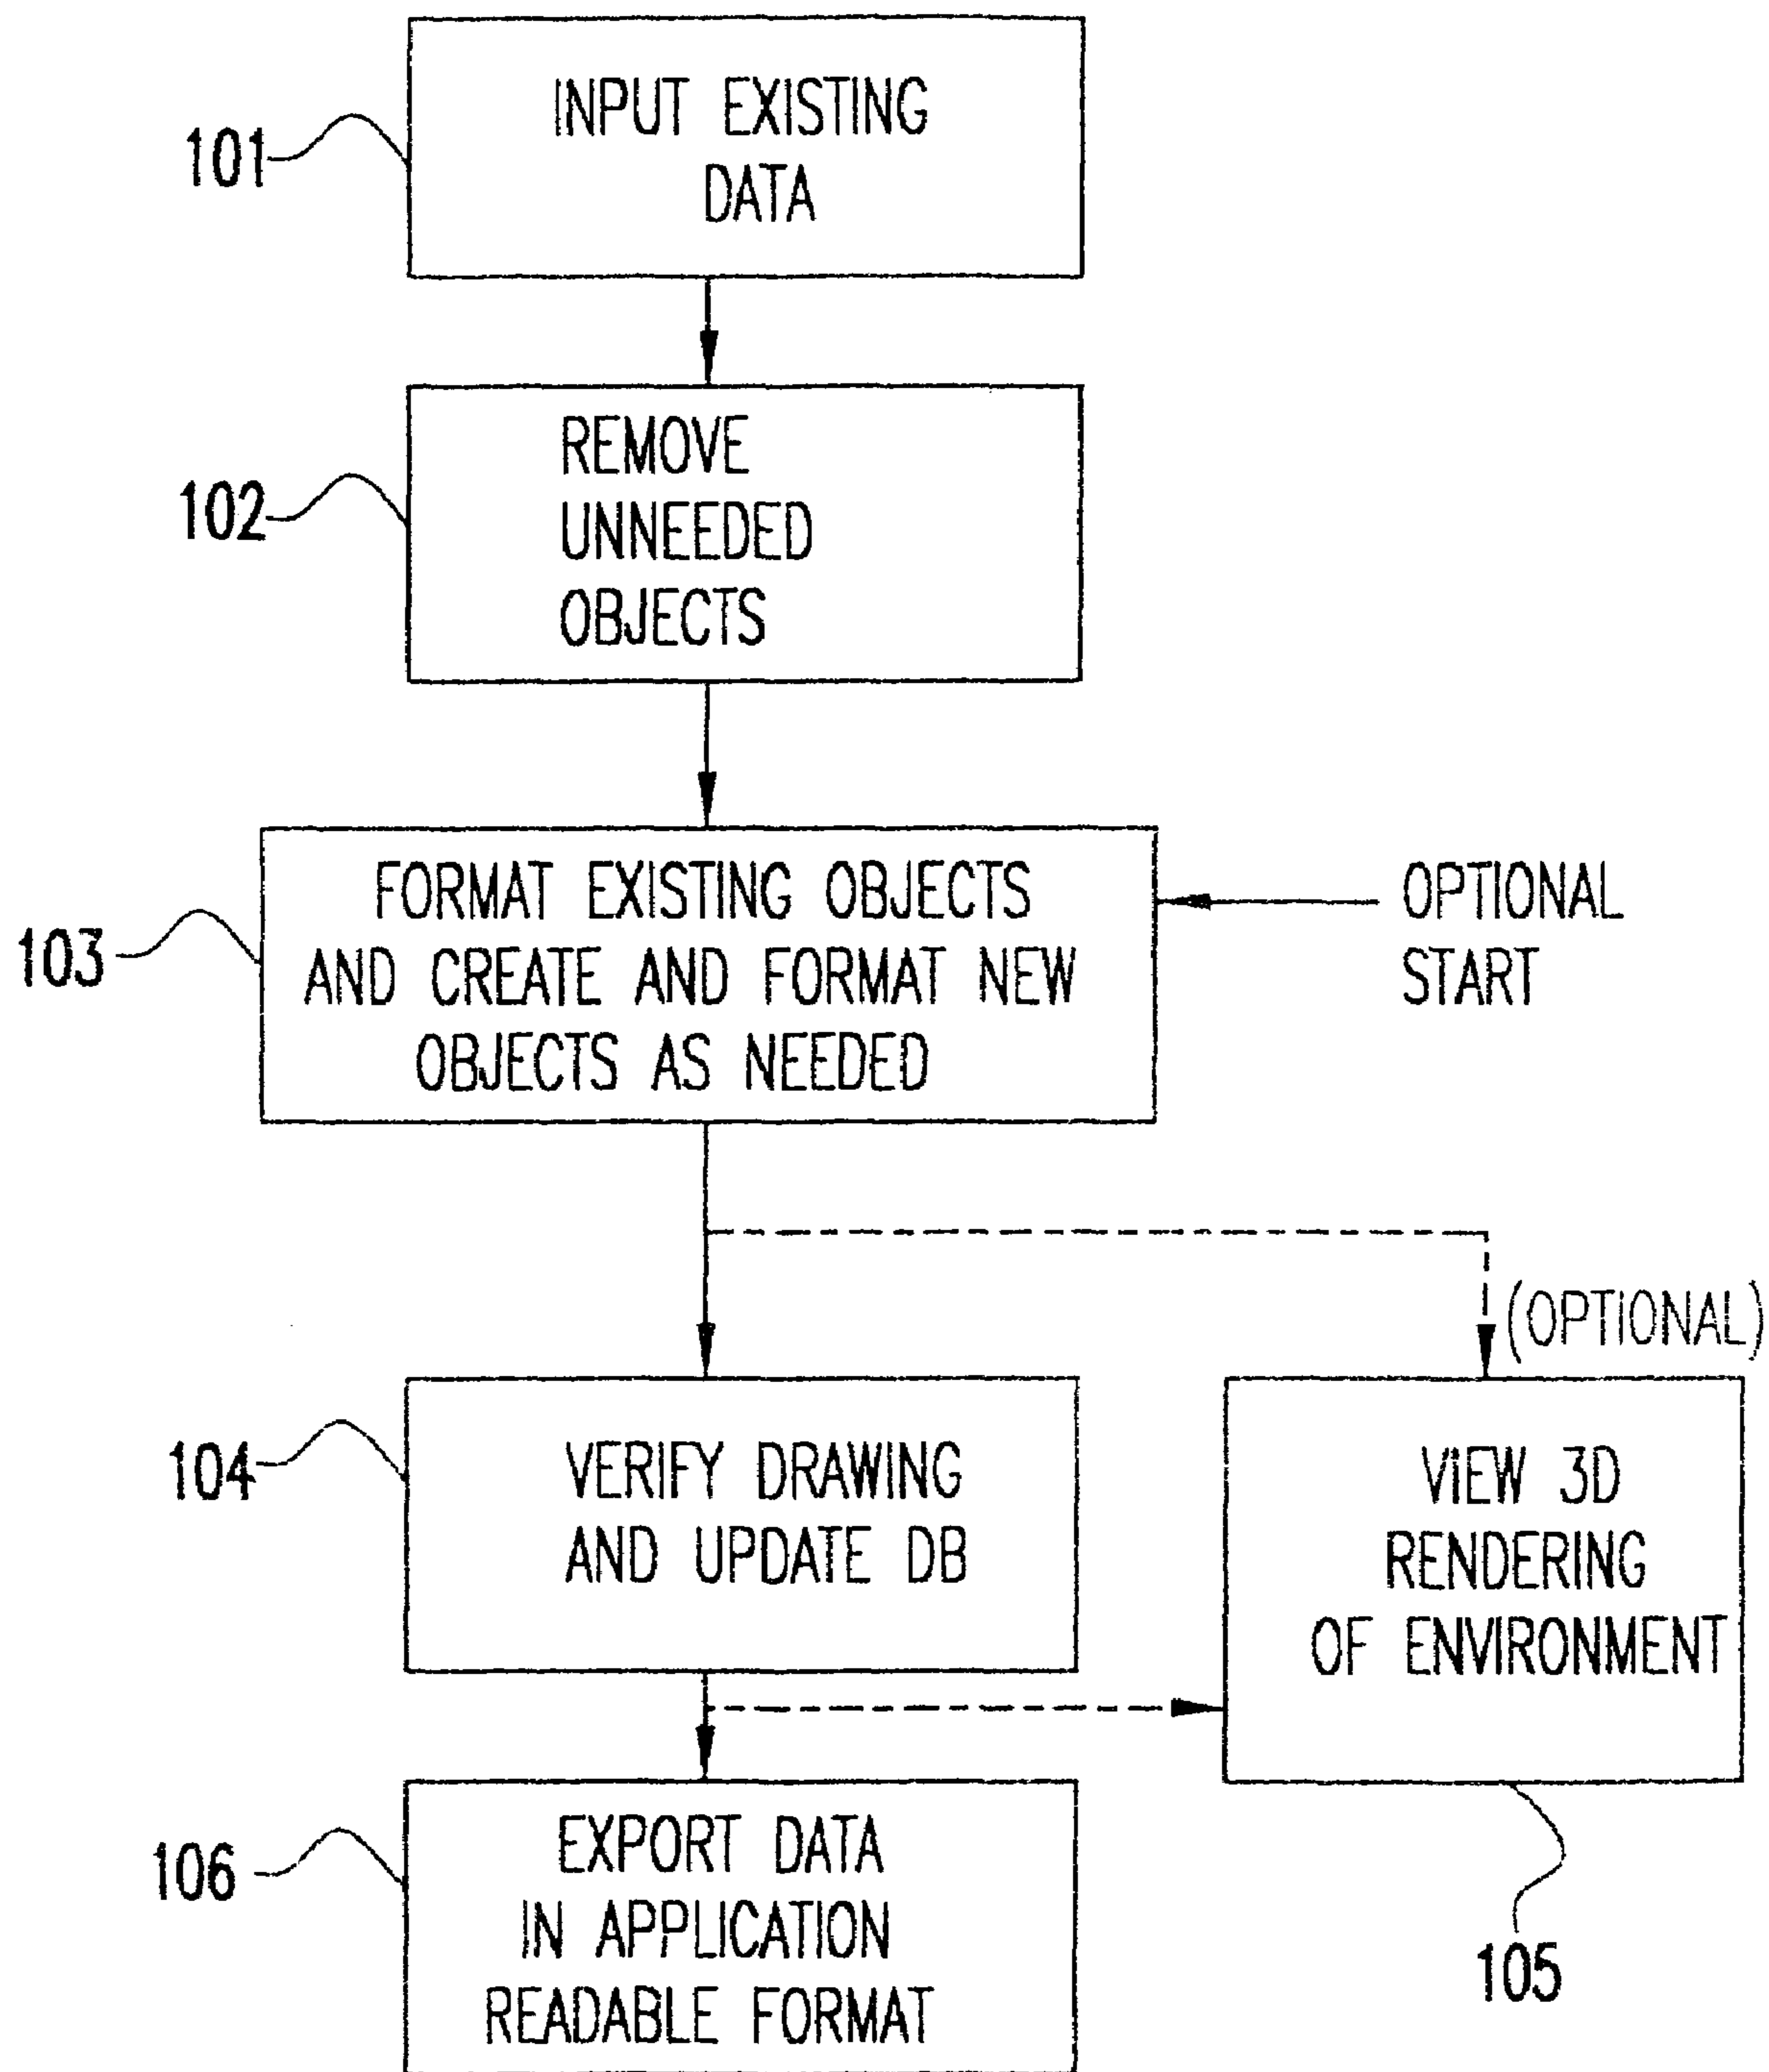 INPUT EXISTING
DATA
101
REMOVE
UNNEEDED
OBJECTS
102
FORMAT EXISTING OBJECTS
AND CREATE AND FORMAT NEW
OBJECTS AS NEEDED
103
OPTIONAL
START
(OPTIONAL)
VERIFY DRAWING
AND UPDATE DB
104
VIEW 3D
RENDERING
OF ENVIRONMENT
105
EXPORT DATA
IN APPLICATION
READABLE FORMAT
106